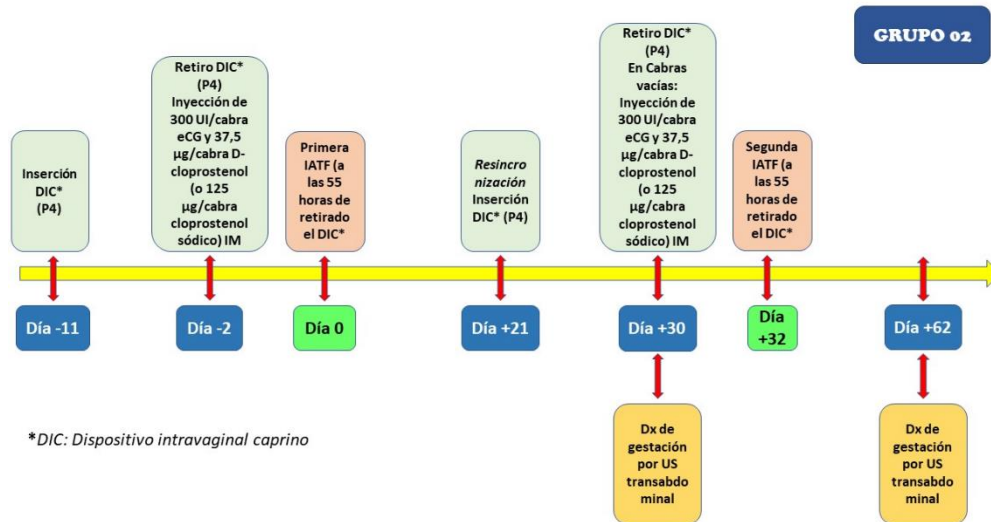 GRUPO 02
Inserción
DIC*
(P4)
Retiro DIC*
(P4)
Inyección de
300 UI/cabra
eCG y 37,5
µg/cabra D-
cloprostenol
(o 125
µg/cabra
cloprostenol
sódico) IM
Primera
IATF (a
las 55
horas de
retirado
el DIC*
Resincro
nización
Inserción
DIC* (P4)
Retiro DIC*
(P4)
En Cabras
vacías:
Inyección de
300 UI/cabra
eCG y 37,5
µg/cabra D-
cloprostenol
(o 125
µg/cabra
cloprostenol
sódico) IM
Segunda
IATF (a
las 55
horas de
retirado
el DIC*
Día -11
Día -2
Día 0
Día +21
Día +30
Día
+32
Día +62
*DIC: Dispositivo intravaginal caprino
Dx de
gestación
por US
transabdo
minal
Dx de
gestación
por US
transabdo
minal